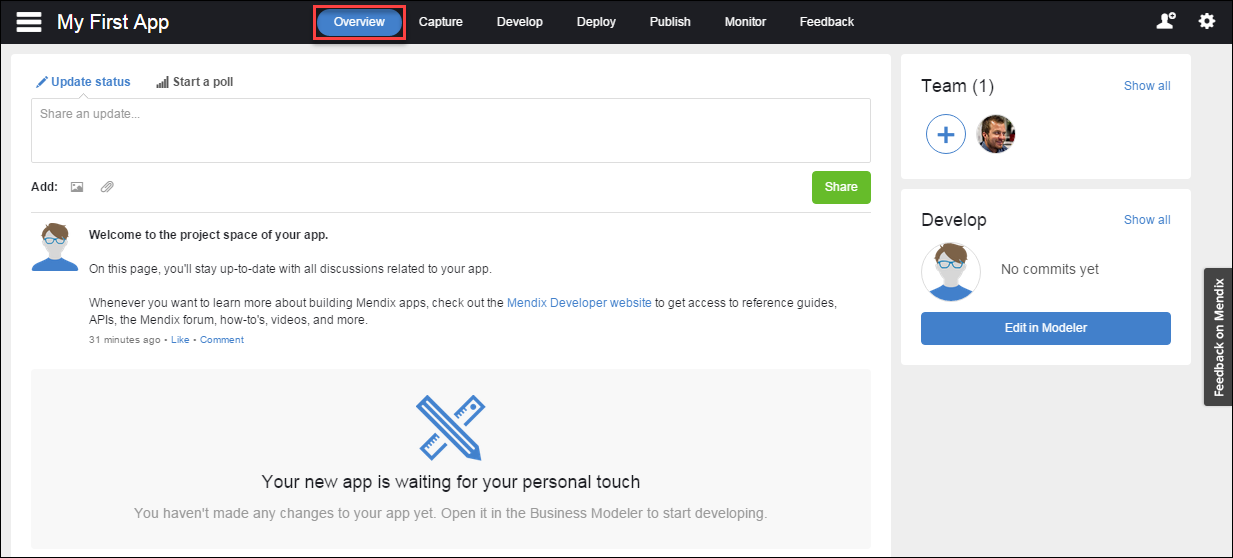 My First App
Overview
Capture
Develop
Deploy
Publish
Monitor
Feedback
Update status
Start a poll
Share an update...
Add:
Share
Welcome to the project space of your app.
On this page, you'll stay up-to-date with all discussions related to your app.
Whenever you want to learn more about building Mendix apps, check out the Mendix Developer website to get access to reference guides,
APIs, the Mendix forum, how-to's, videos, and more.
31 minutes ago • Like • Comment
Your new app is waiting for your personal touch
You haven't made any changes to your app yet. Open it in the Business Modeler to start developing.
Team (1)
Show all
Develop
Show all
No commits yet
Edit in Modeler
Feedback on Mendix